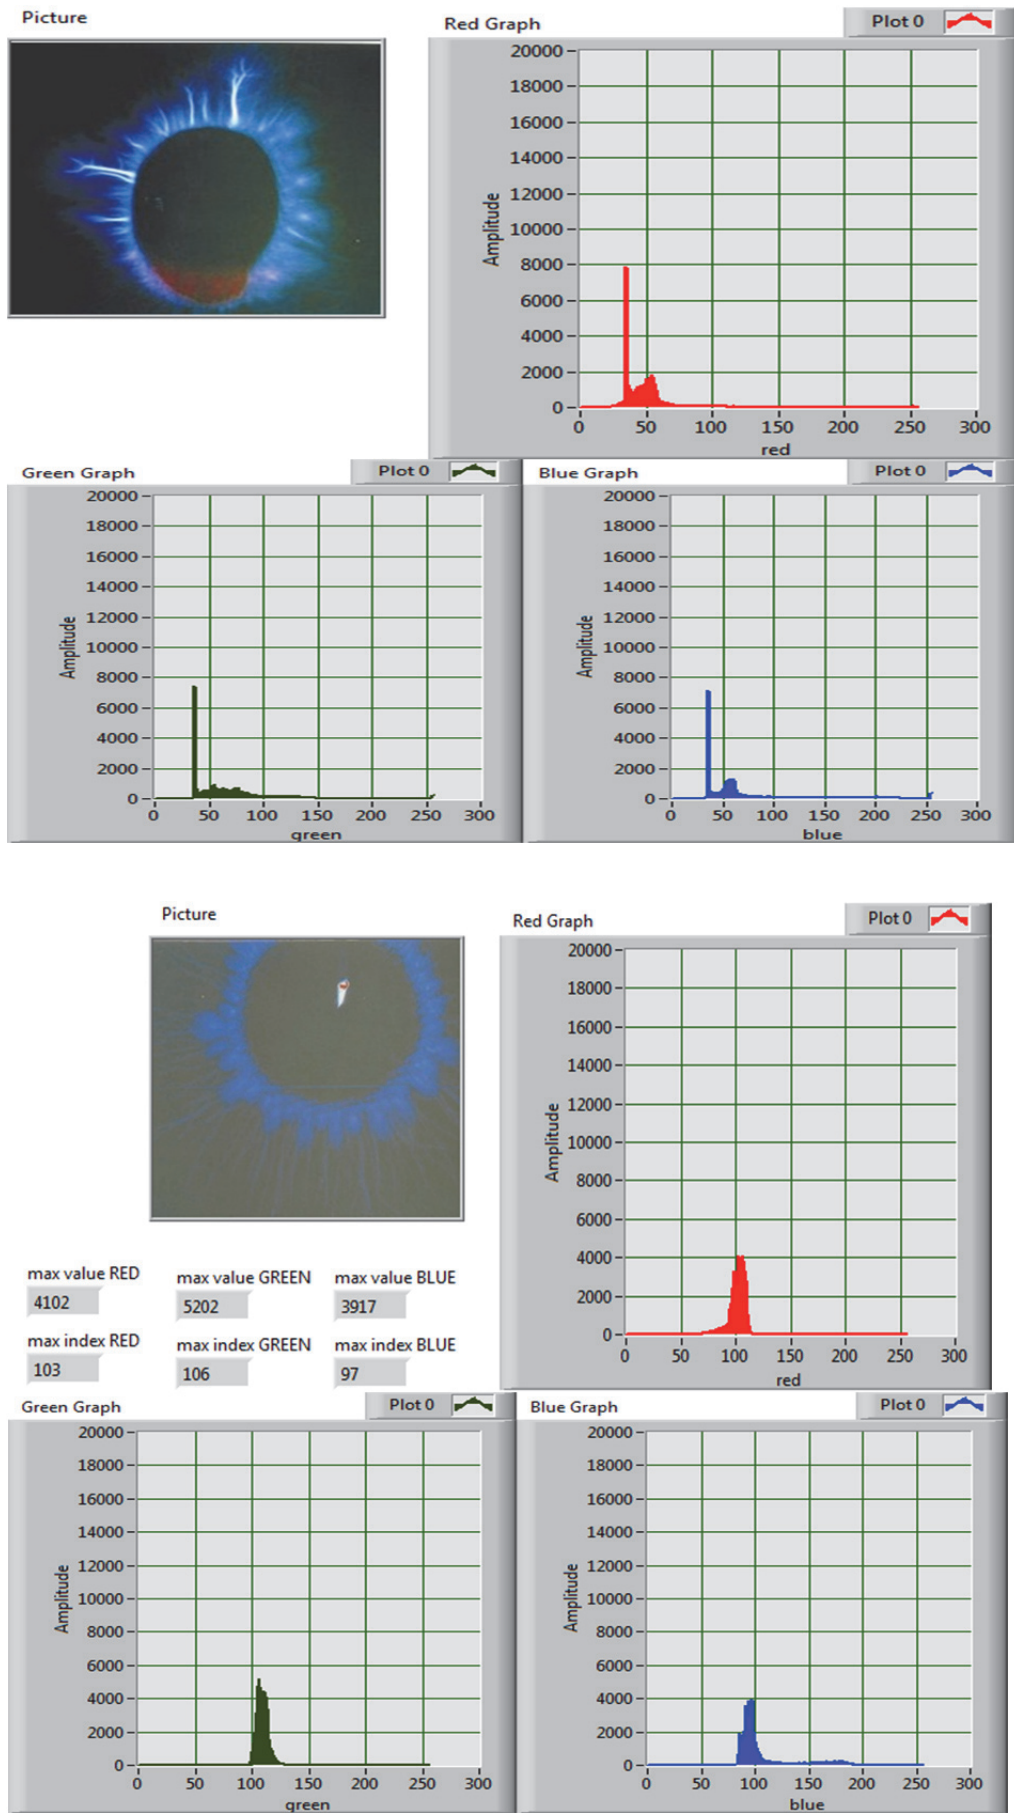 Picture
Red Graph
Plot 0
20000
18000
16000
14000
12000
10000
8000
6000
4000
2000
0
Amplitude
0 50 100 150 200 250 300
red
Green Graph
Plot 0
20000
18000
16000
14000
12000
10000
8000
6000
4000
2000
0
Amplitude
0 50 100 150 200 250 300
green
Blue Graph
Plot 0
20000
18000
16000
14000
12000
10000
8000
6000
4000
2000
0
Amplitude
0 50 100 150 200 250 300
blue
Picture
Red Graph
Plot 0
20000
18000
16000
14000
12000
10000
8000
6000
4000
2000
0
Amplitude
0 50 100 150 200 250 300
red
max value RED
4102
max value GREEN
5202
max value BLUE
3917
max index RED
103
max index GREEN
106
max index BLUE
97
Green Graph
Plot 0
20000
18000
16000
14000
12000
10000
8000
6000
4000
2000
0
Amplitude
0 50 100 150 200 250 300
green
Blue Graph
Plot 0
20000
18000
16000
14000
12000
10000
8000
6000
4000
2000
0
Amplitude
0 50 100 150 200 250 300
blue